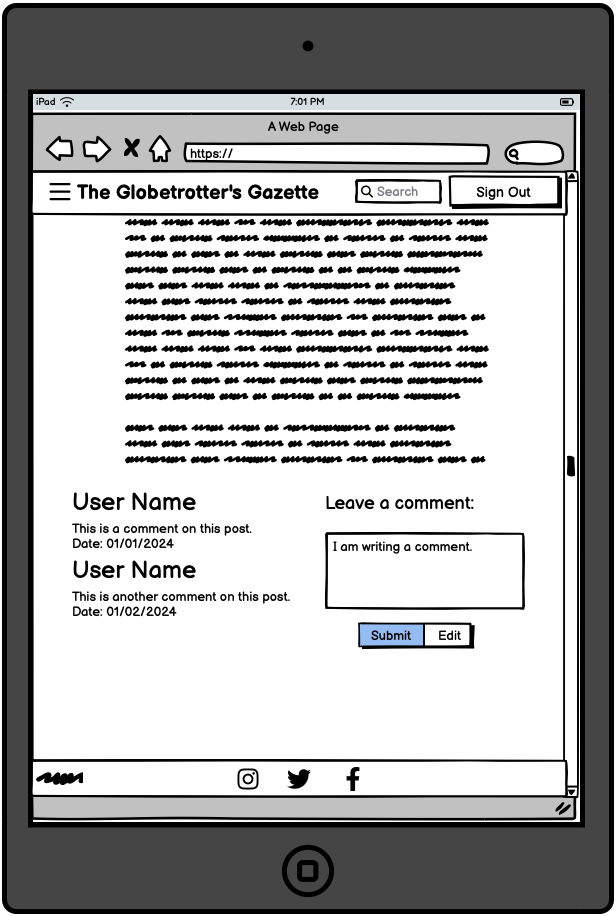 iPad
7:01 PM
A Web Page
https://
The Globetrotter's Gazette
Search
Sign Out
User Name
This is a comment on this post.
Date: 01/01/2024
User Name
This is another comment on this post.
Date: 01/02/2024
Leave a comment:
I am writing a comment.
Submit
Edit